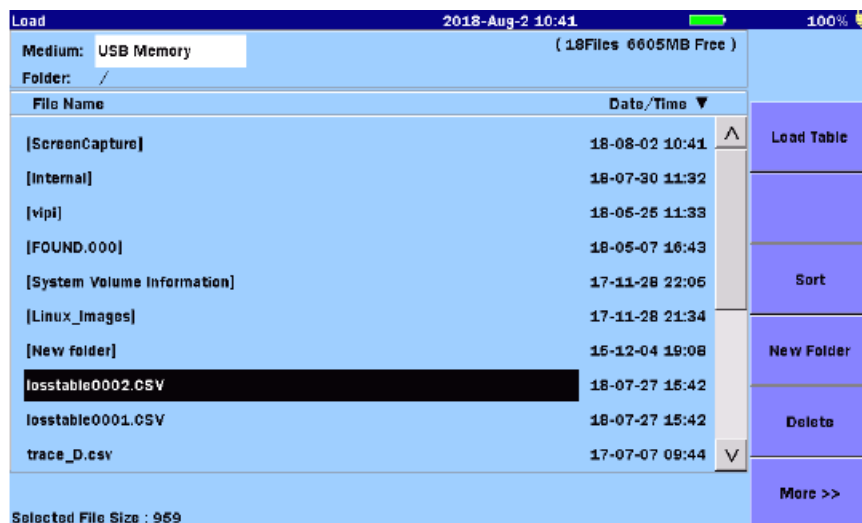 Load 2018-Aug-2 10:41 100%
Medium: USB Memory (18Files 6605MB Free)
Folder: /
File Name Date/Time ▼
[ScreenCapture] 18-08-02 10:41
[Internal] 18-07-30 11:32
[vipi] 18-05-25 11:33
[FOUND.000] 18-05-07 16:43
[System Volume Information] 17-11-28 22:05
[Linux_Images] 17-11-28 21:34
[New folder] 15-12-04 19:08
losstable0002.CSV 18-07-27 15:42
losstable0001.CSV 18-07-27 15:42
trace_D.csv 17-07-07 09:44
Selected File Size : 959
Load Table
Sort
New Folder
Delete
More >>